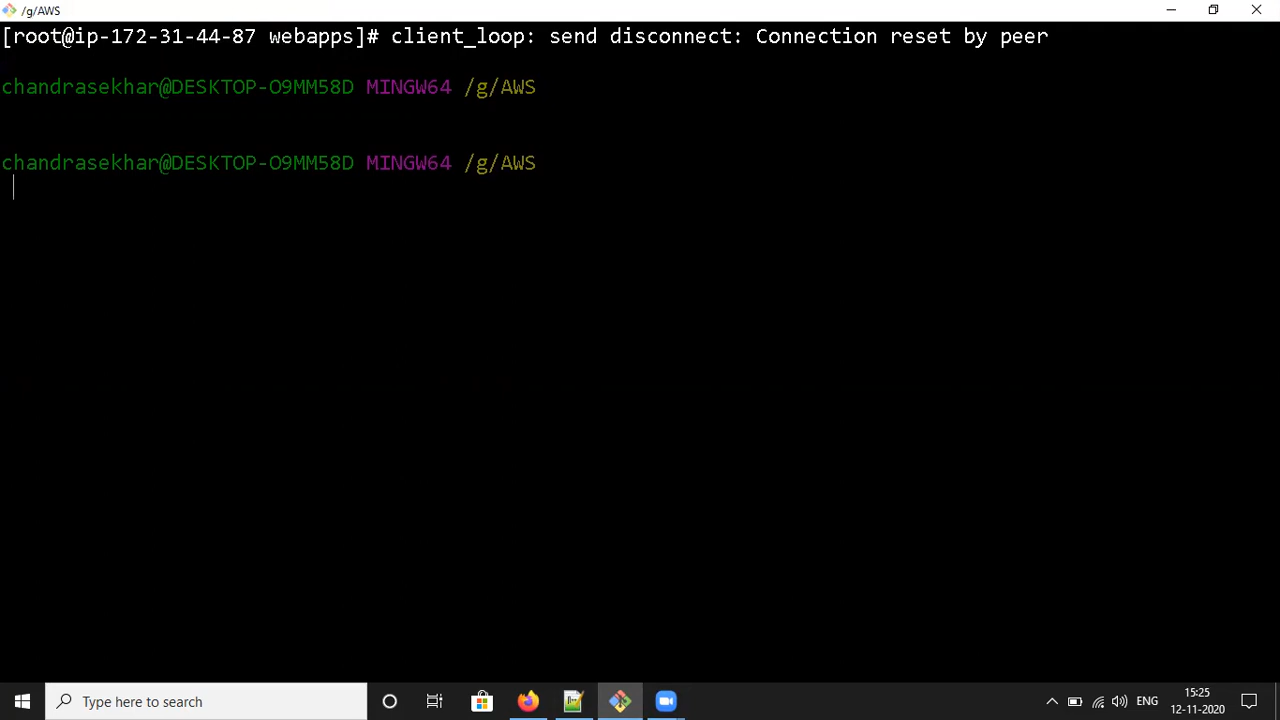 /g/AWS
[root@ip-172-31-44-87 webapps]# client_loop: send disconnect: Connection reset by peer
chandrasekhar@DESKTOP-O9MM58D MINGW64 /g/AWS
chandrasekhar@DESKTOP-O9MM58D MINGW64 /g/AWS
Type here to search
ENG
15:25
12-11-2020